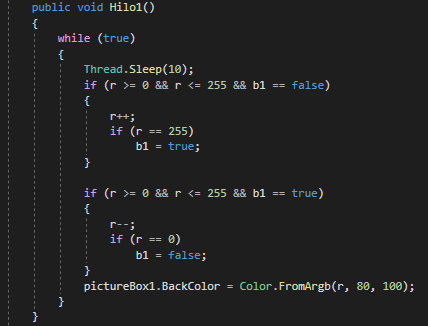 public void Hilo1()
{
while (true)
{
Thread.Sleep(10);
if (r >= 0 && r <= 255 && b1 == false)
{
r++;
if (r == 255)
b1 = true;
}
if (r >= 0 && r <= 255 && b1 == true)
{
r--;
if (r == 0)
b1 = false;
}
pictureBox1.BackColor = Color.FromArgb(r, 80, 100);
}
}